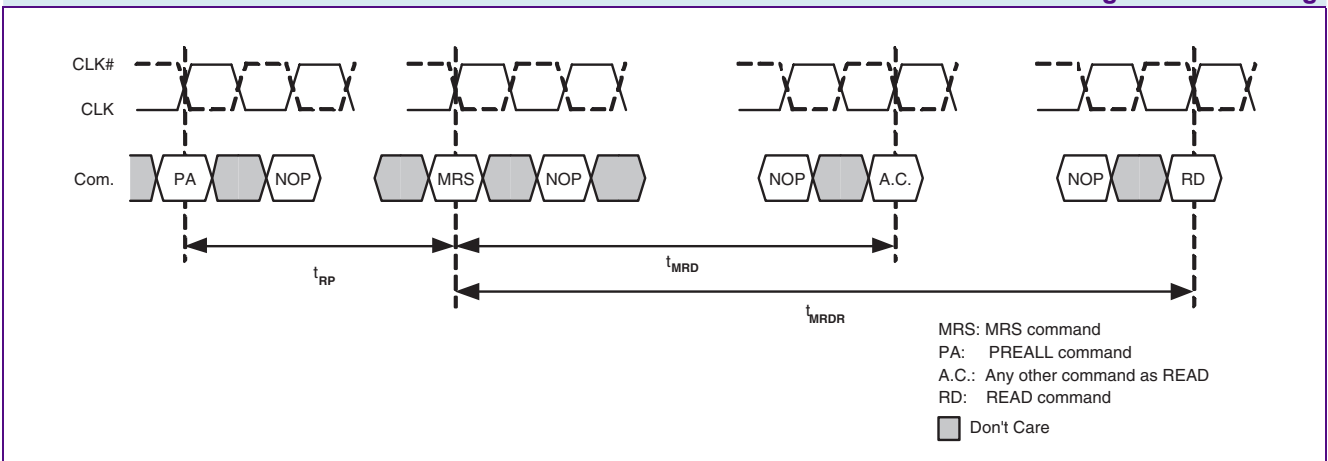 CLK#
CLK
Com.
PA
NOP
MRS
NOP
NOP
A.C.
NOP
RD
tRP
tMRD
tMRDR
MRS: MRS command
PA: PREALL command
A.C.: Any other command as READ
RD: READ command
Don't Care